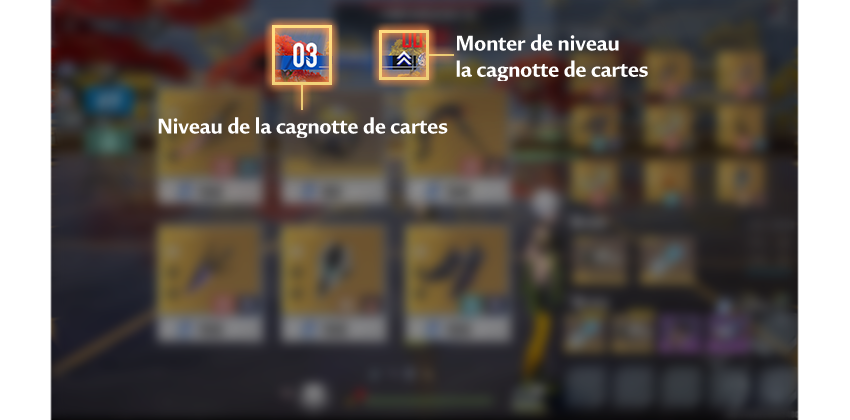 03
Monter de niveau
la cagnotte de cartes
Niveau de la cagnotte de cartes